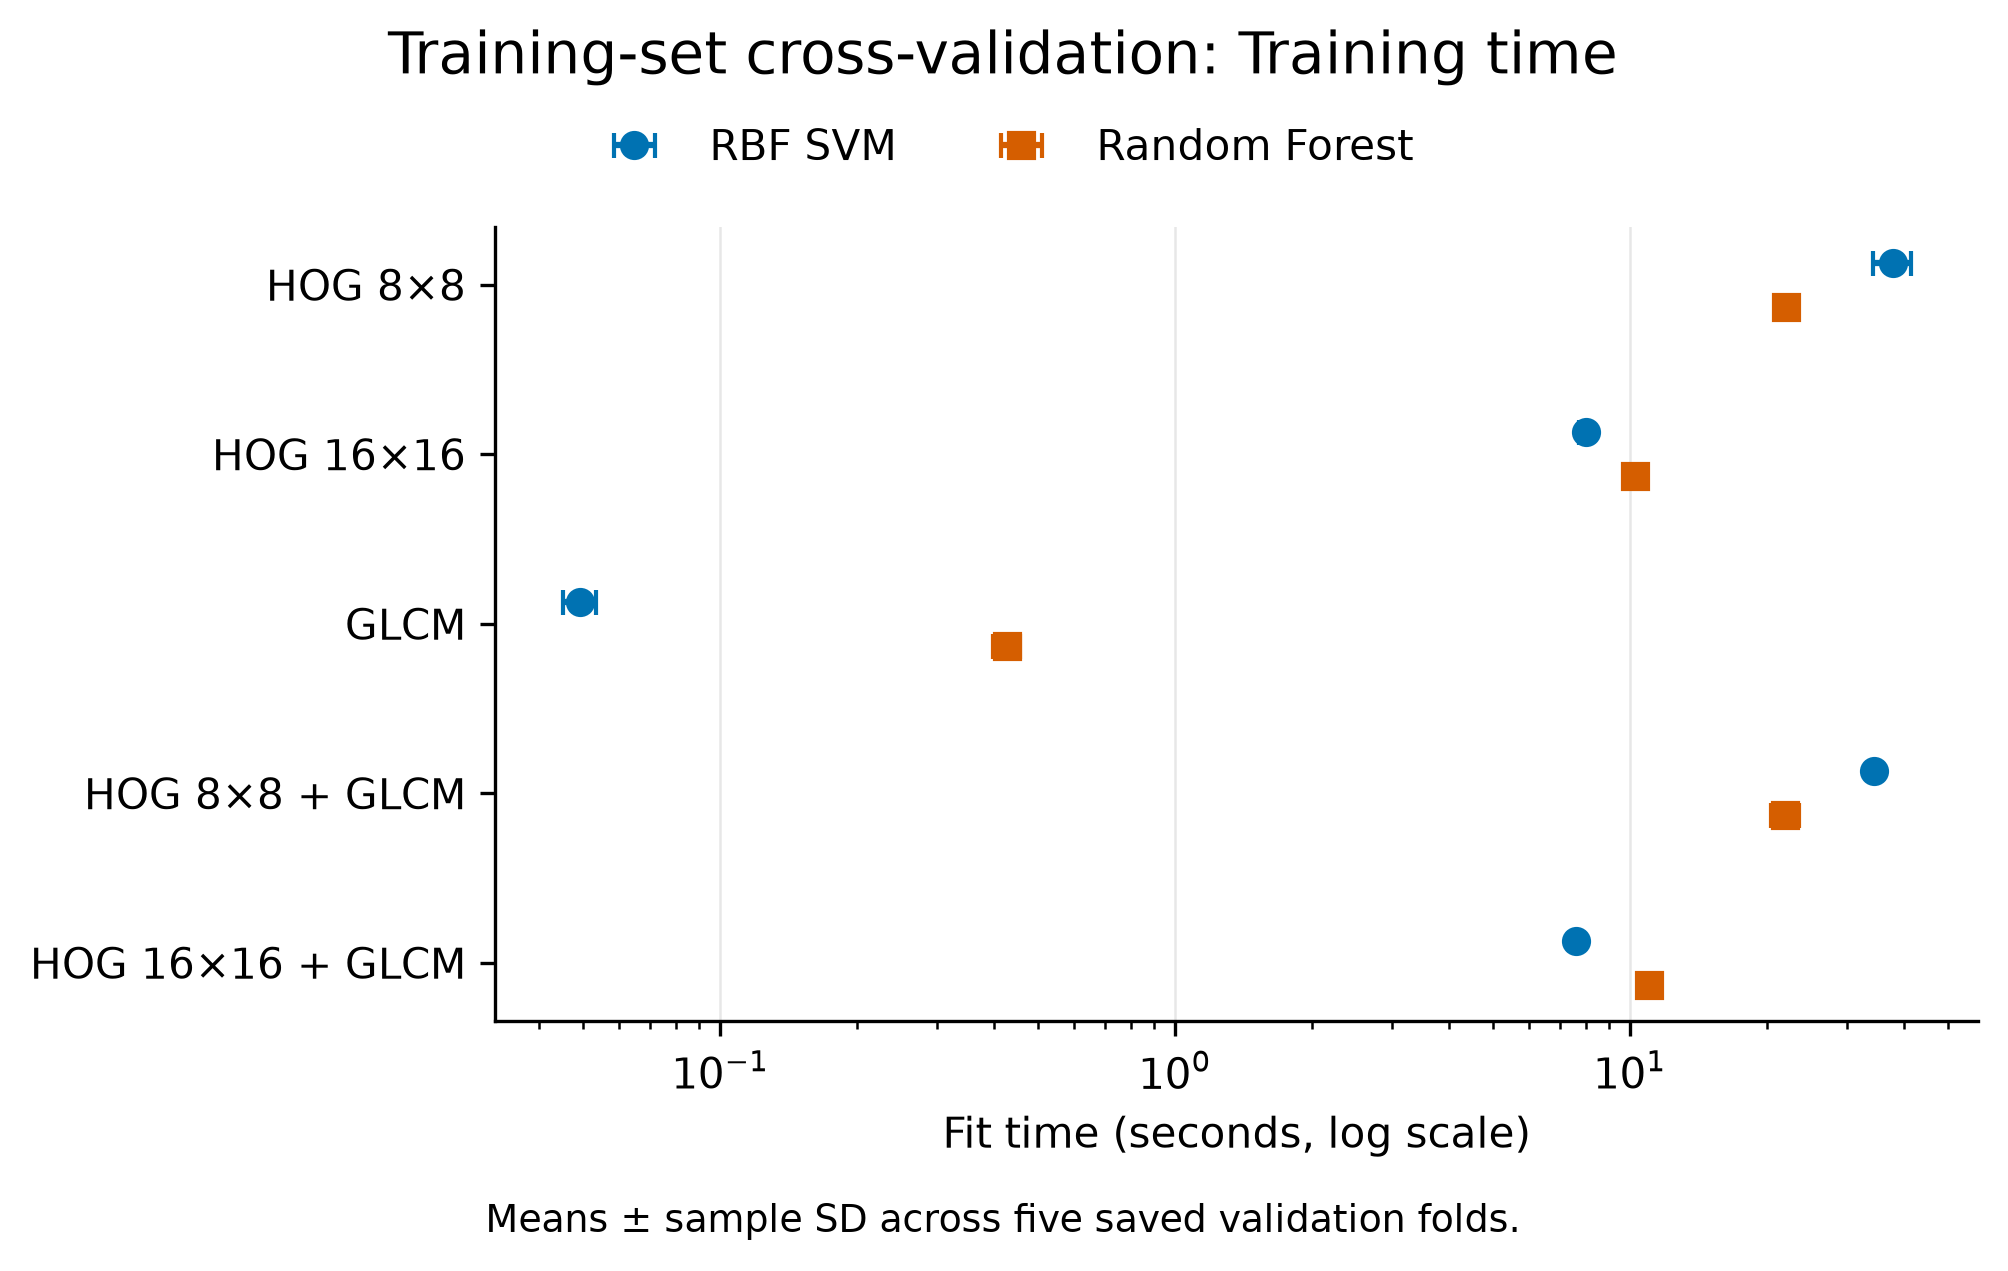 Training-set cross-validation: Training time
RBF SVM
Random Forest
HOG 8×8
HOG 16×16
GLCM
HOG 8×8 + GLCM
HOG 16×16 + GLCM
10⁻¹
10⁰
10¹
Fit time (seconds, log scale)
Means ± sample SD across five saved validation folds.